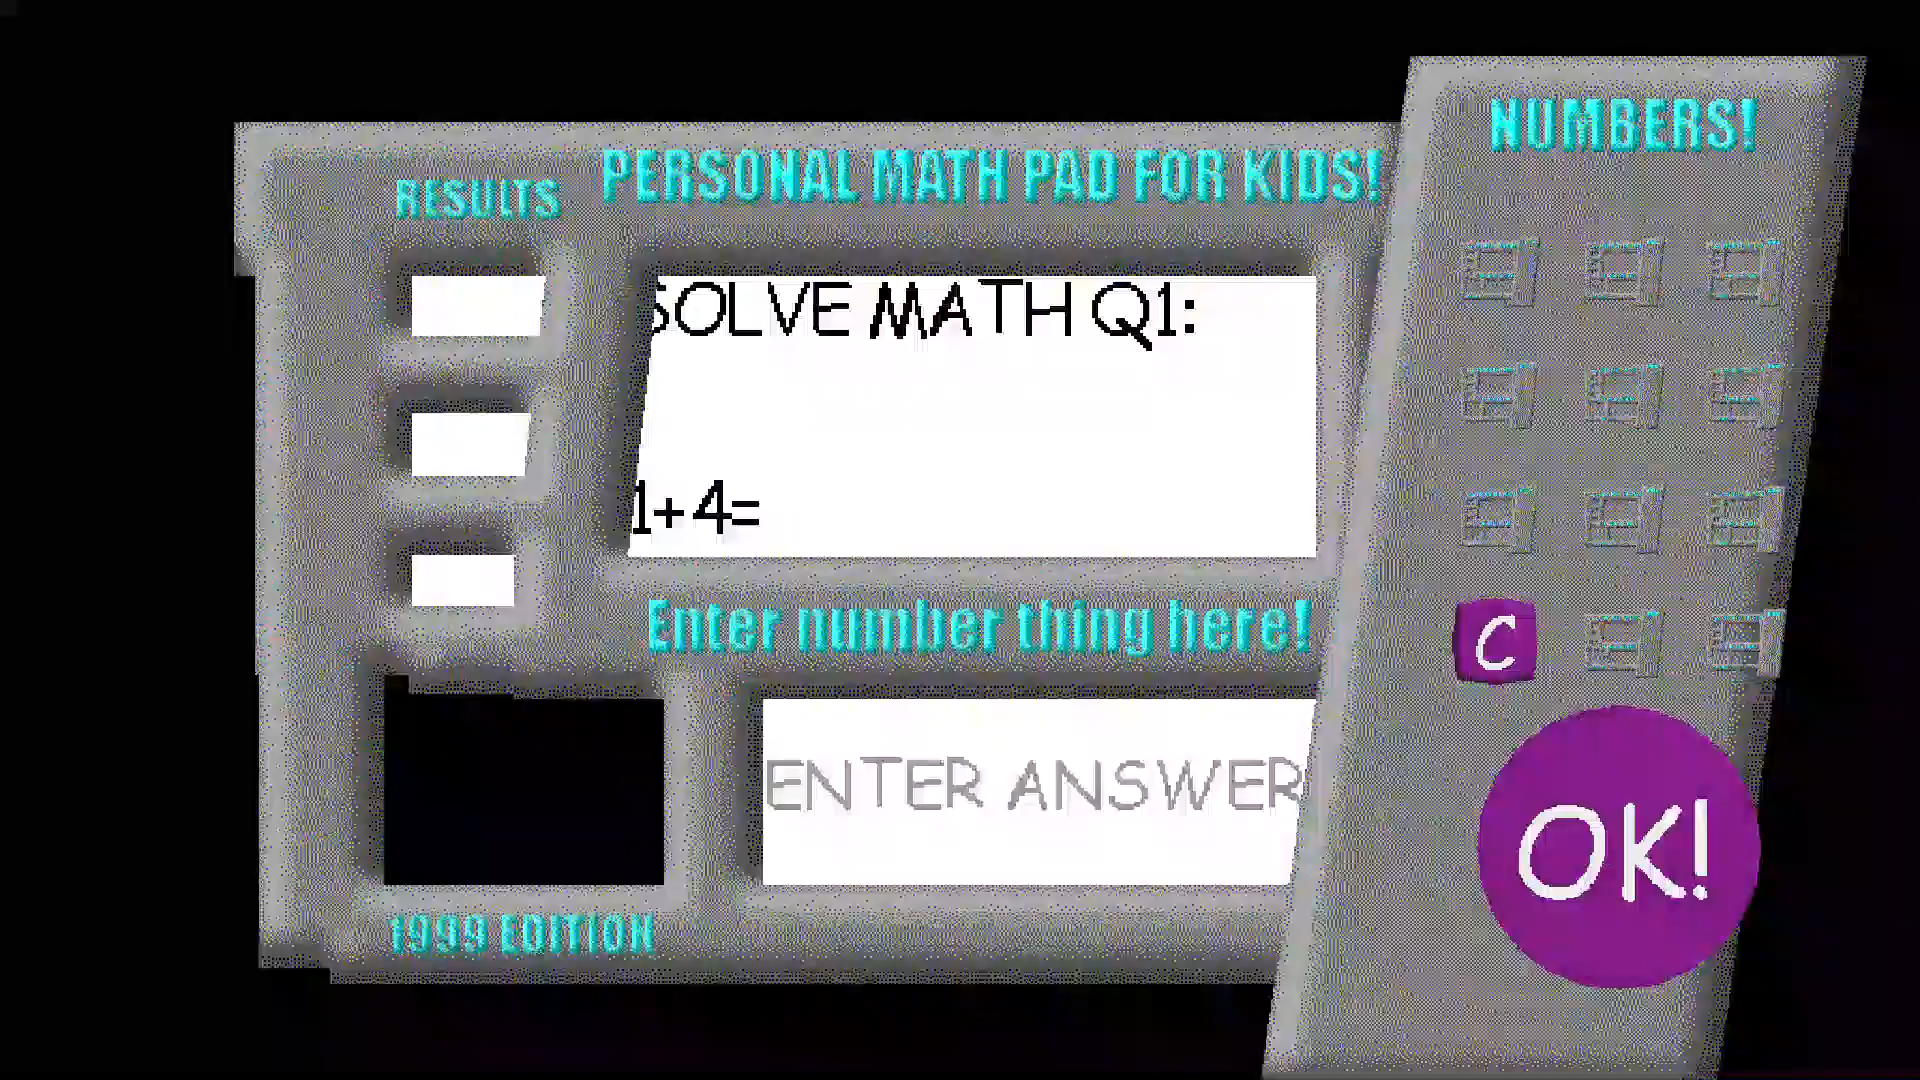 NUMBERS!
PERSONAL MATH PAD FOR KIDS!
RESULTS
SOLVE MATH Q1:
1+4=
Enter number thing here!
C
ENTER ANSWER
OK!
1999 EDITION